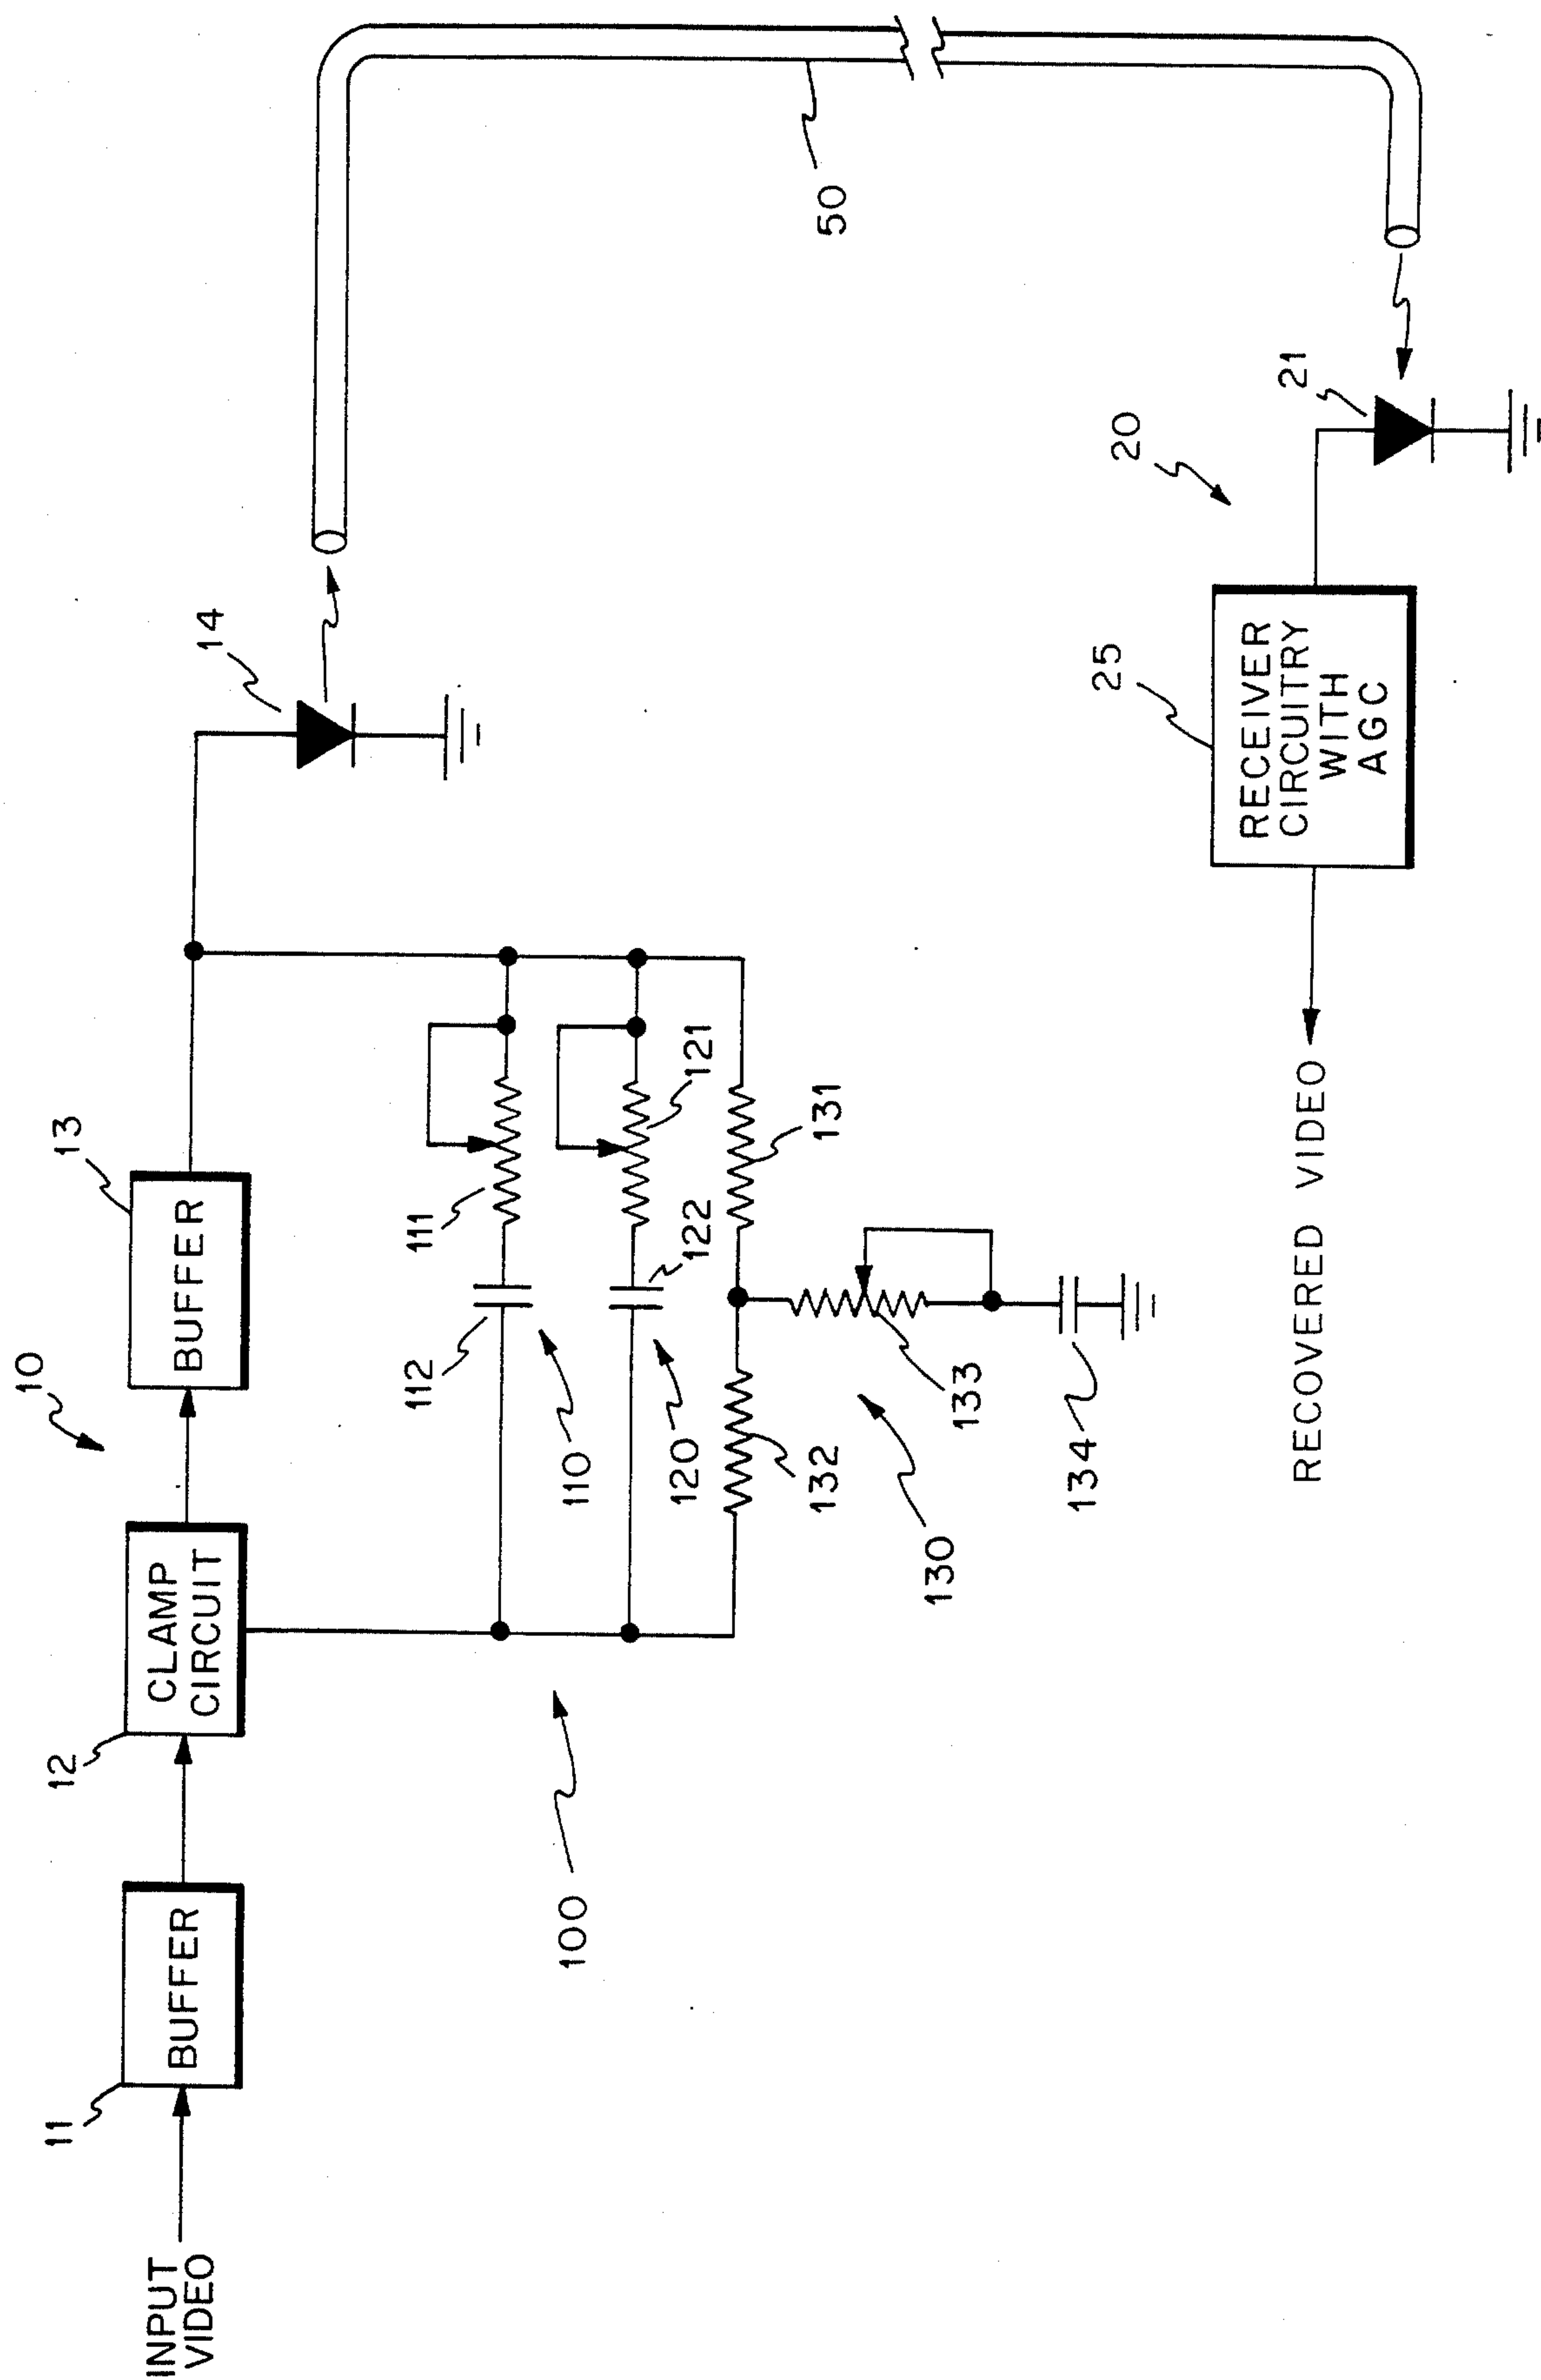 10
11
12
13
14
INPUT
VIDEO
BUFFER
CLAMP
CIRCUIT
BUFFER
111
112
110
121
122
120
100
131
132
130
133
134
50
20
21
25
RECEIVER
CIRCUITRY
WITH
AGC
RECOVERED VIDEO